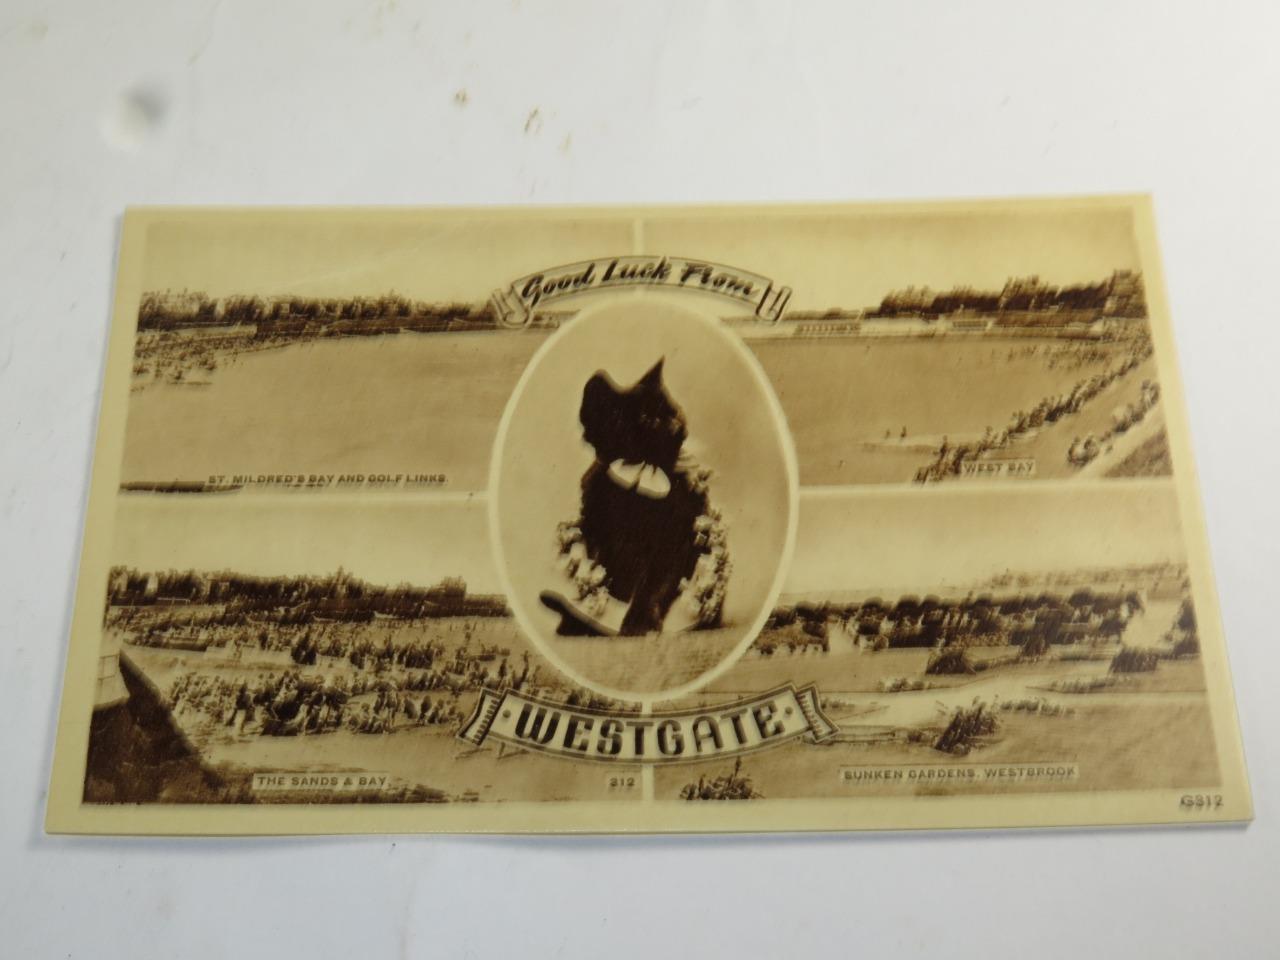 Good Luck From
ST. MILDRED'S BAY AND GOLF LINKS.
WEST BAY
·WESTGATE·
THE SANDS & BAY
312
SUNKEN GARDENS, WESTBROOK
G312